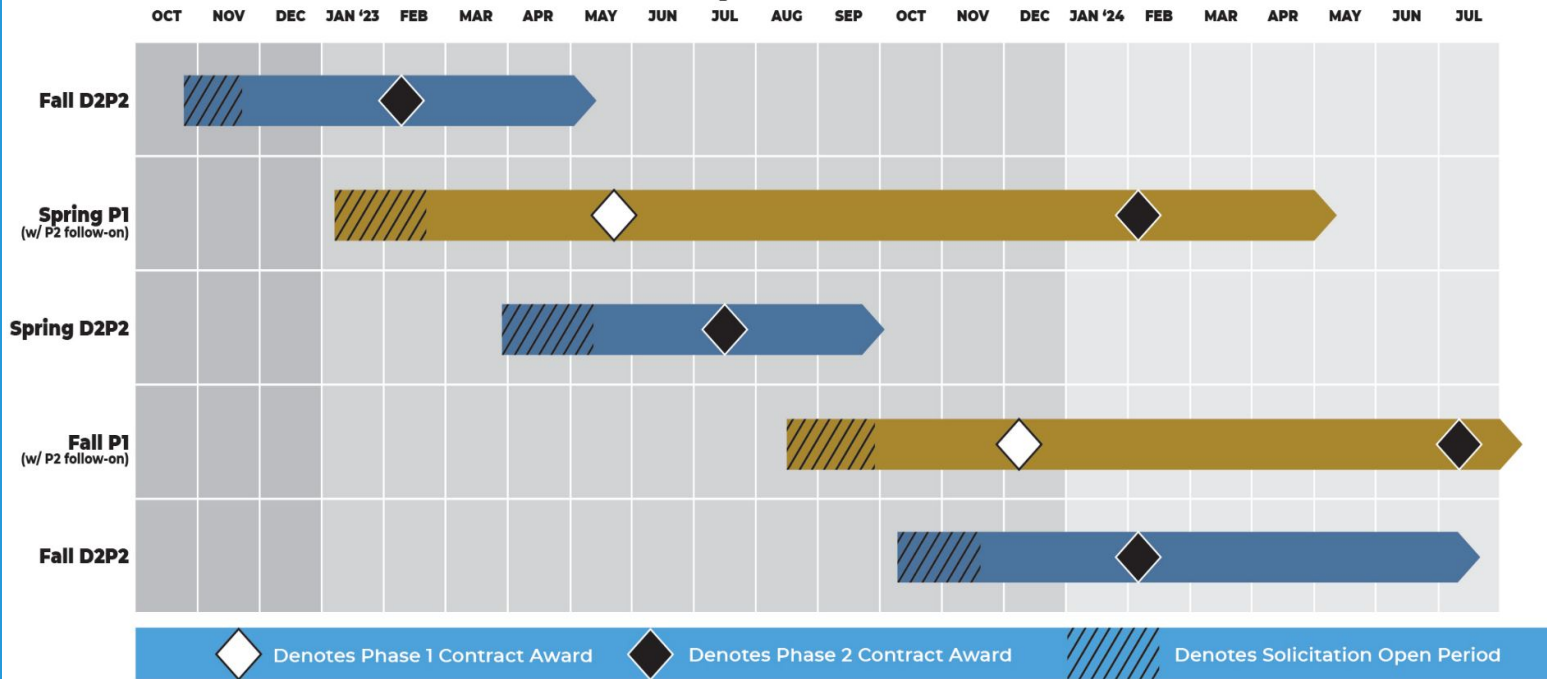 OCT NOV DEC JAN ‘23 FEB MAR APR MAY JUN JUL AUG SEP OCT NOV DEC JAN ‘24 FEB MAR APR MAY JUN JUL
Fall D2P2
Spring P1
(w/ P2 follow-on)
Spring D2P2
Fall P1
(w/ P2 follow-on)
Fall D2P2
Denotes Phase 1 Contract Award Denotes Phase 2 Contract Award Denotes Solicitation Open Period